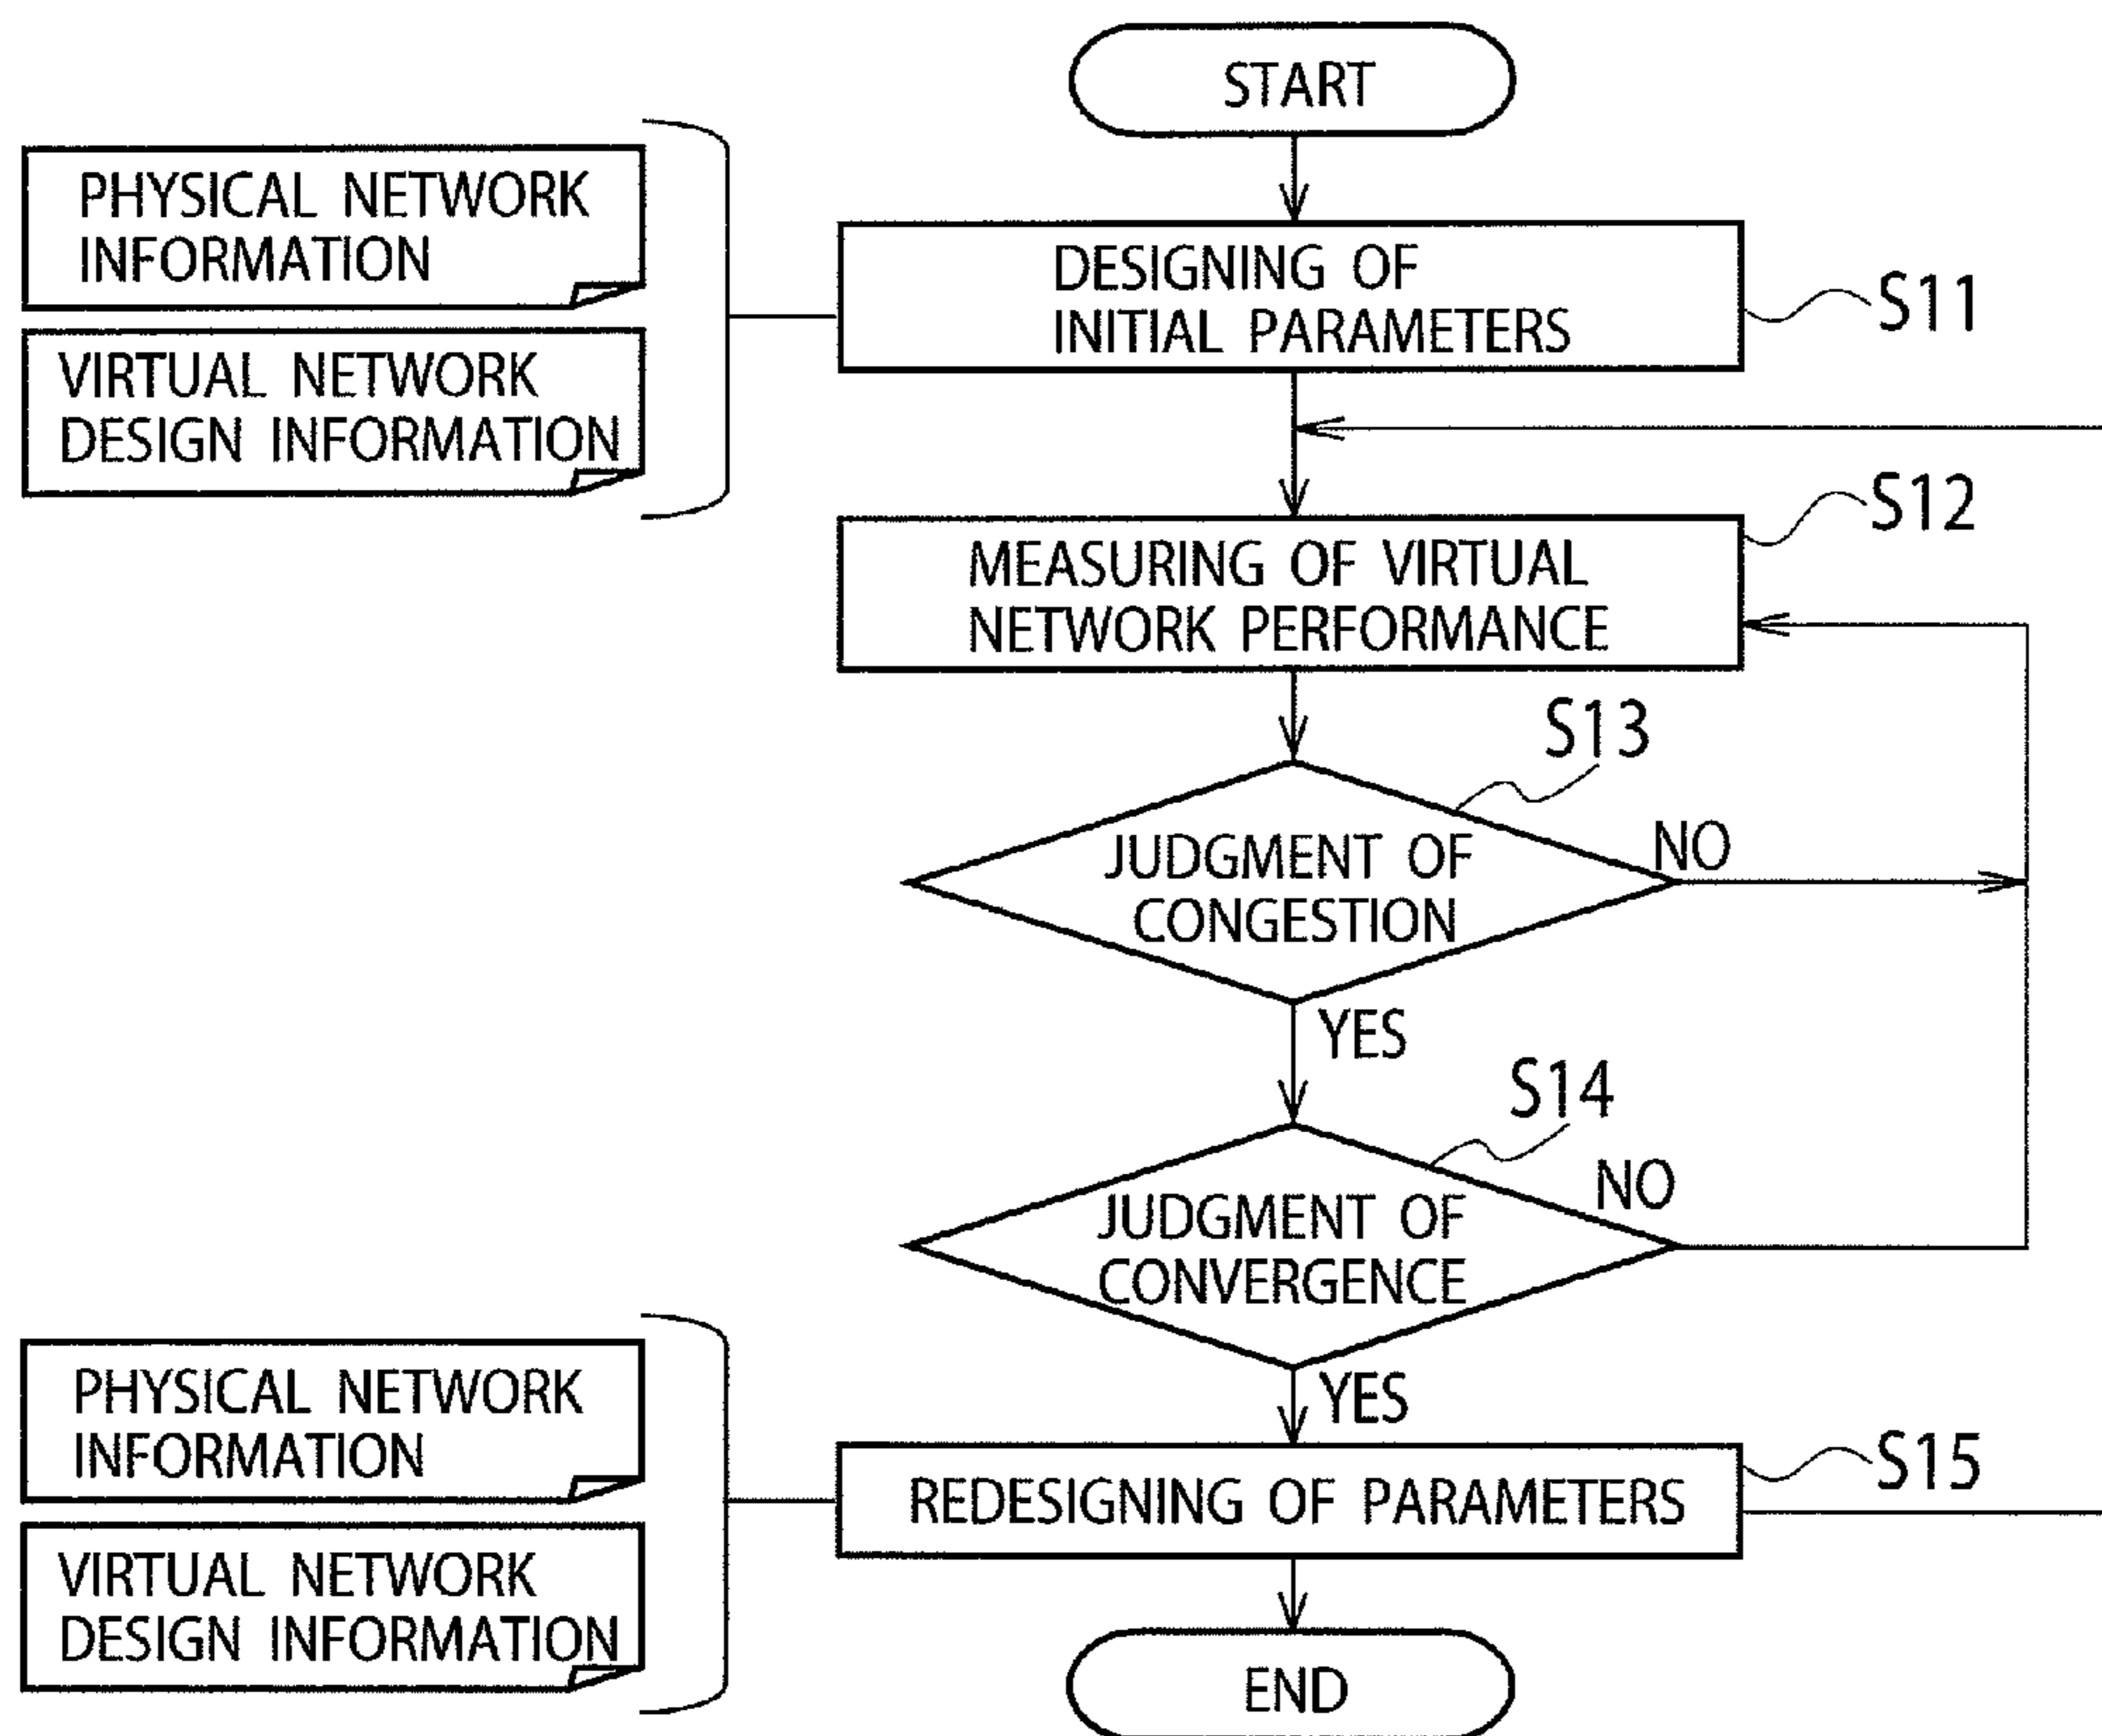 START
PHYSICAL NETWORK
INFORMATION
VIRTUAL NETWORK
DESIGN INFORMATION
DESIGNING OF
INITIAL PARAMETERS
S11
MEASURING OF VIRTUAL
NETWORK PERFORMANCE
S12
S13
JUDGMENT OF
CONGESTION
NO
YES
S14
JUDGMENT OF
CONVERGENCE
NO
YES
PHYSICAL NETWORK
INFORMATION
VIRTUAL NETWORK
DESIGN INFORMATION
REDESIGNING OF PARAMETERS
S15
END